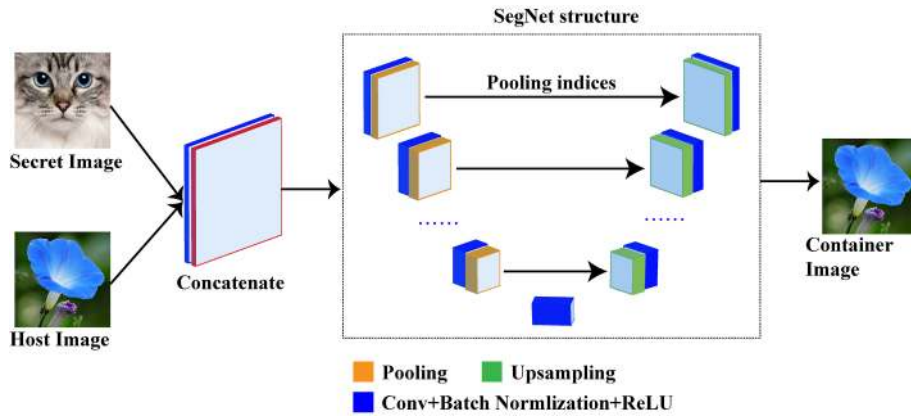 SegNet structure
Pooling indices
Secret Image
......
......
Concatenate
Host Image
Container
Image
Pooling
Upsampling
Conv+Batch Normlization+ReLU